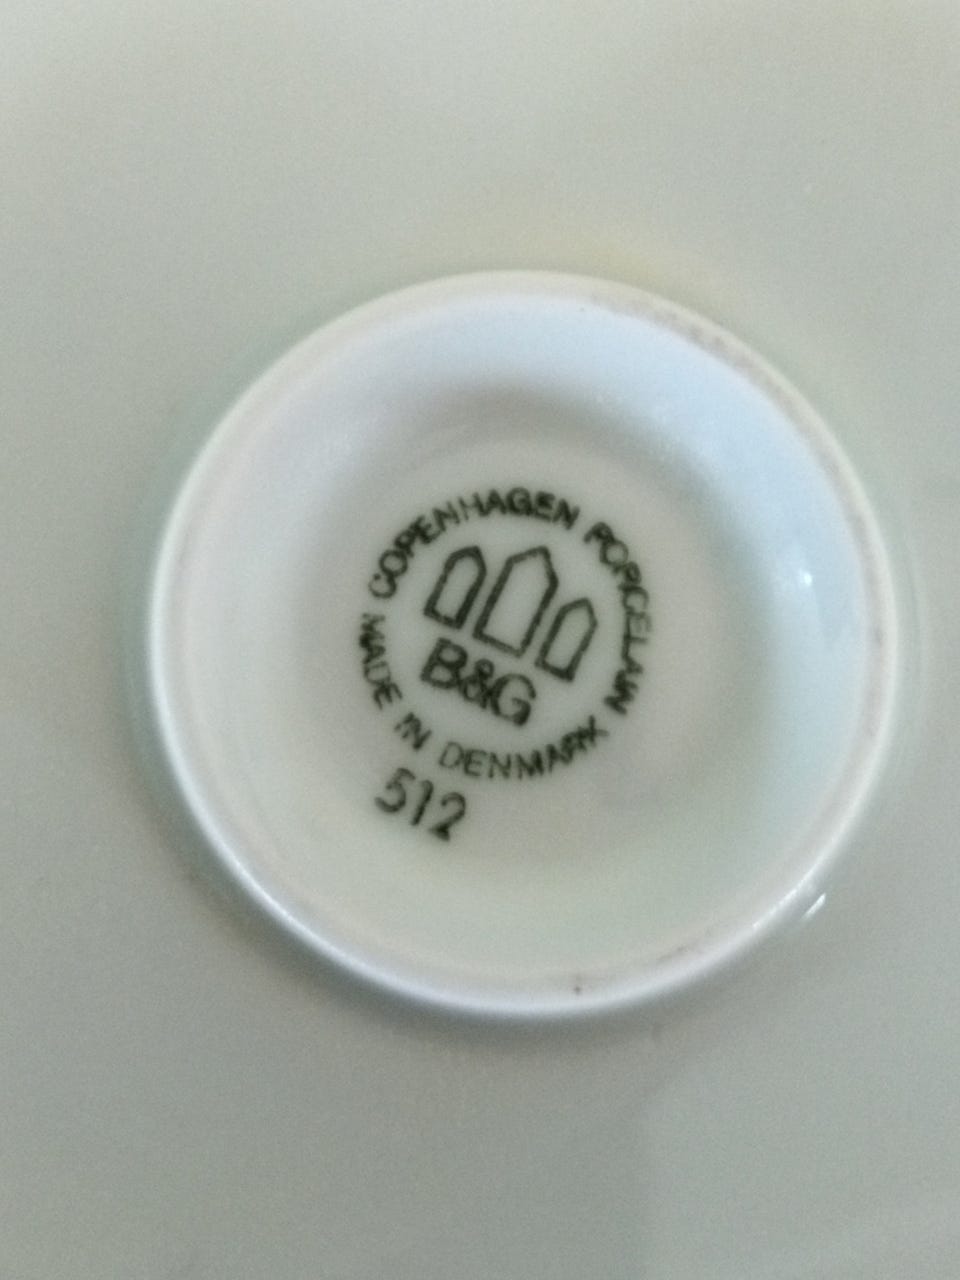 COPENHAGEN PORCELAIN
B&G
MADE IN DENMARK
512